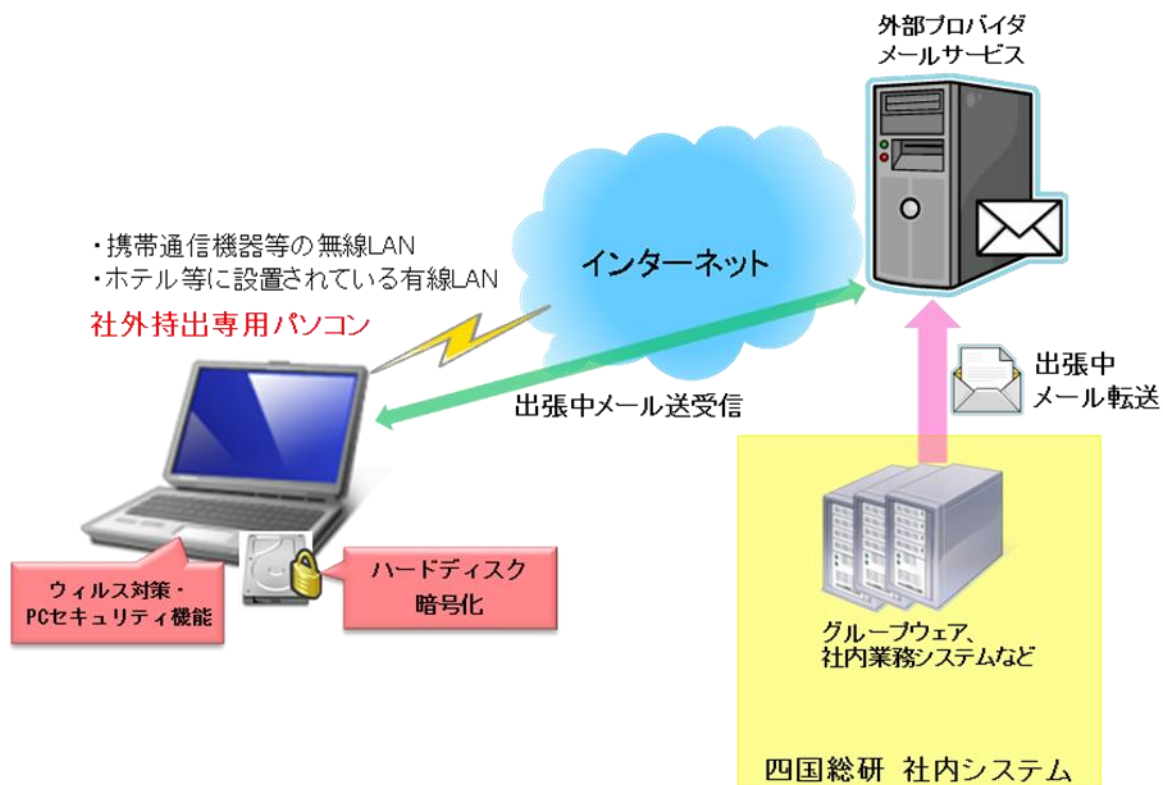 外部プロバイダ
メールサービス
・携帯通信機器等の無線LAN
・ホテル等に設置されている有線LAN
社外持出専用パソコン
インターネット
出張中メール送受信
出張中
メール転送
ウィルス対策・
PCセキュリティ機能
ハードディスク
暗号化
グループウェア、
社内業務システムなど
四国総研 社内システム